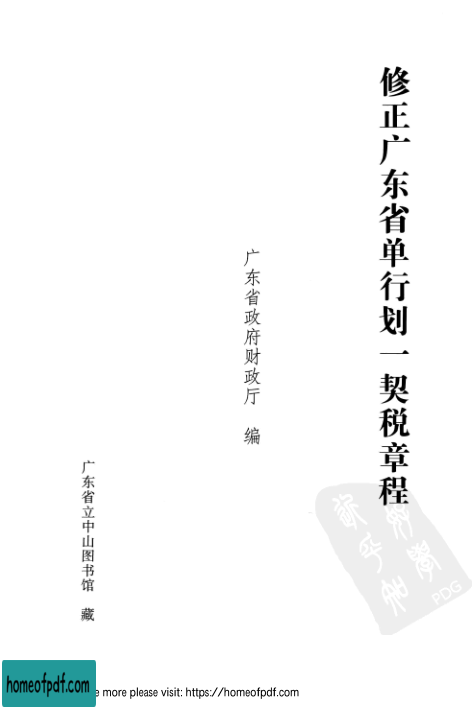 修正广东省单行划一契税章程
广东省政府财政厅 编
广东省立中山图书馆 藏
PDG
homeofpdf.com
e more please visit: https://homeofpdf.com